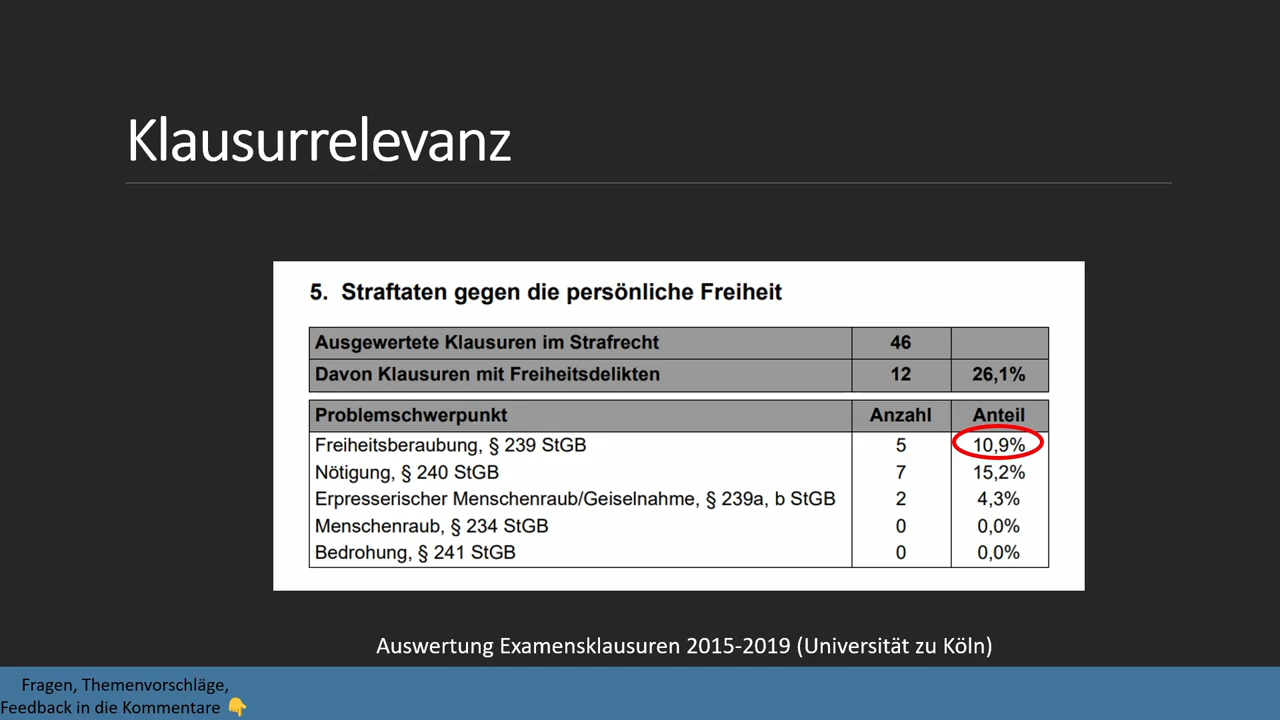 Klausurrelevanz
5. Straftaten gegen die persönliche Freiheit
Ausgewertete Klausuren im Strafrecht 46
Davon Klausuren mit Freiheitsdelikten 12 26,1%
Problemschwerpunkt Anzahl Anteil
Freiheitsberaubung, § 239 StGB 5 10,9%
Nötigung, § 240 StGB 7 15,2%
Erpresserischer Menschenraub/Geiselnahme, § 239a, b StGB 2 4,3%
Menschenraub, § 234 StGB 0 0,0%
Bedrohung, § 241 StGB 0 0,0%
Auswertung Examensklausuren 2015-2019 (Universität zu Köln)
Fragen, Themenvorschläge,
Feedback in die Kommentare 👇